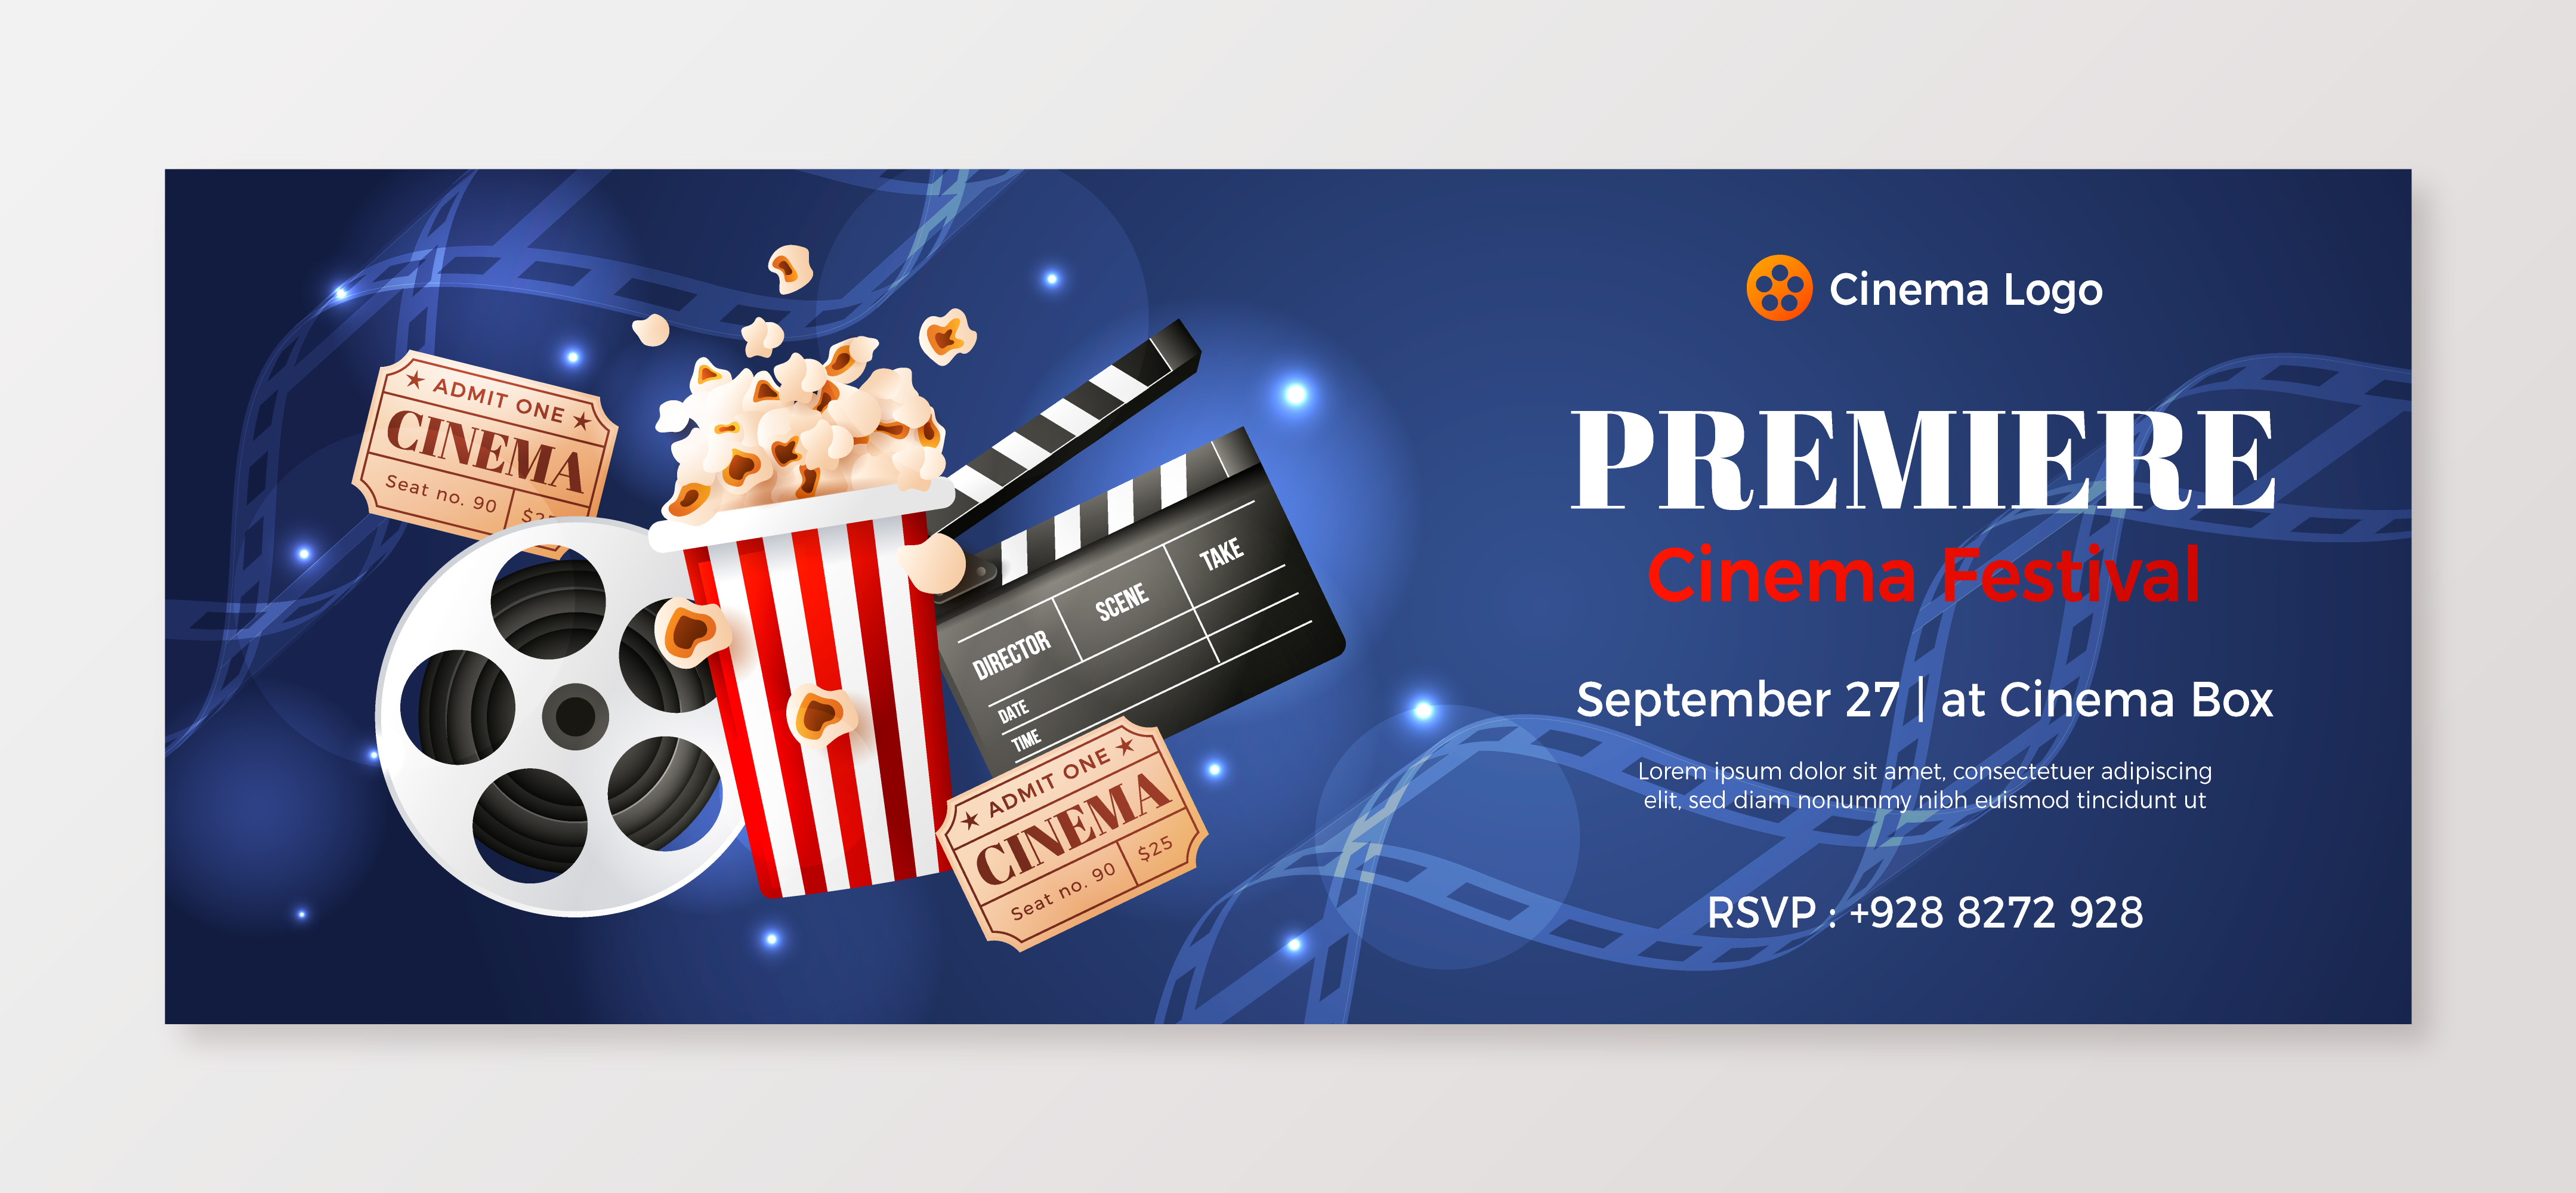 ★ ADMIT ONE ★
CINEMA
Seat no. 90
DIRECTOR
SCENE
TAKE
DATE
TIME
★ ADMIT ONE ★
CINEMA
Seat no. 90 $25
Cinema Logo
PREMIERE
Cinema Festival
September 27 | at Cinema Box
Lorem ipsum dolor sit amet, consectetuer adipiscing
elit, sed diam nonummy nibh euismod tincidunt ut
RSVP : +928 8272 928